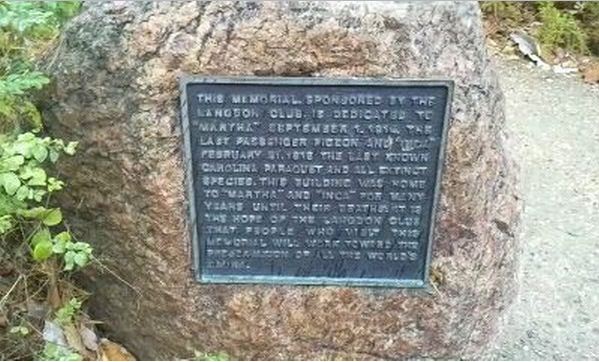 THIS MEMORIAL, SPONSORED BY THE
LANGDON CLUB, IS DEDICATED TO
"MARTHA" SEPTEMBER 1, 1914, THE
LAST PASSENGER PIGEON AND "INCA"
FEBRUARY 21, 1918 THE LAST KNOWN
CAROLINA PARAQUET AND ALL EXTINCT
SPECIES. THIS BUILDING WAS HOME
TO "MARTHA" AND "INCA" FOR MANY
YEARS UNTIL THEIR DEATHS. IT IS
THE HOPE OF THE LANGDON CLUB
THAT PEOPLE WHO VISIT THIS
MEMORIAL WILL WORK TOWARD THE
PRESERVATION OF ALL THE WORLD'S